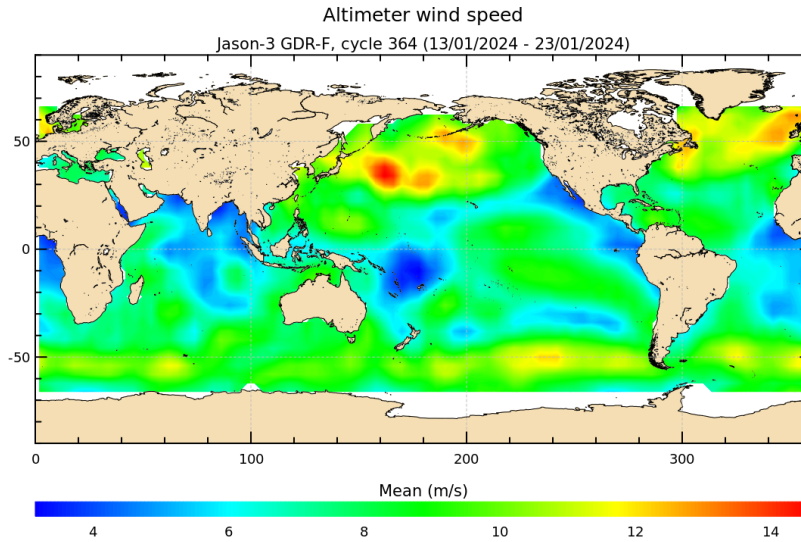 Altimeter wind speed
Jason-3 GDR-F, cycle 364 (13/01/2024 - 23/01/2024)
50
0
-50
0 100 200 300
Mean (m/s)
4 6 8 10 12 14